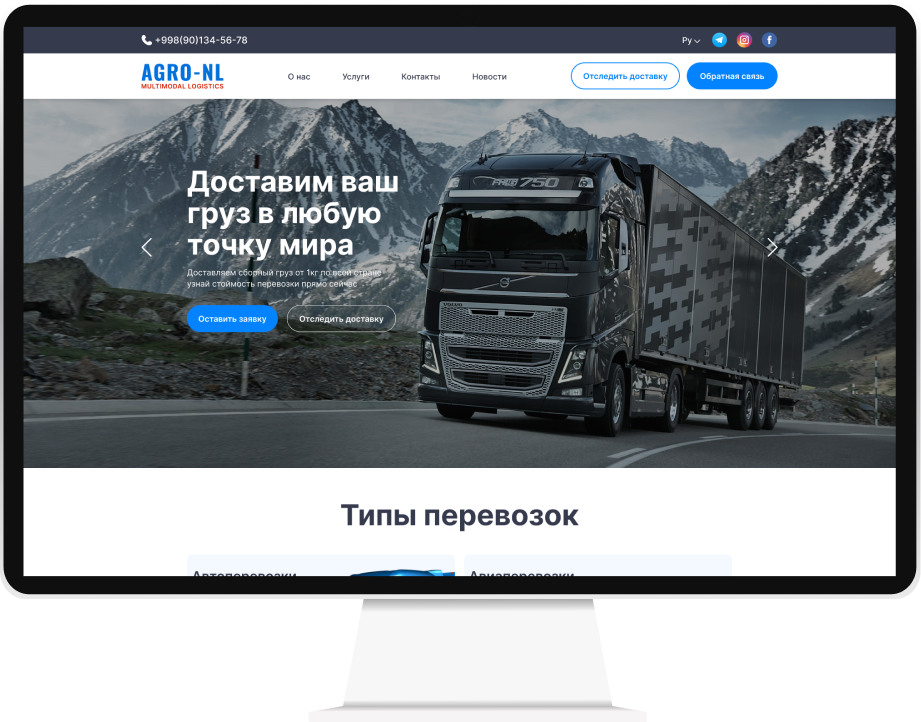 +998(90)134-56-78
Ру
AGRO-NL
MULTIMODAL LOGISTICS
О нас
Услуги
Контакты
Новости
Отследить доставку
Обратная связь
Доставим ваш
груз в любую
точку мира
Доставляем сборный груз от 1кг по всей стране
узнай стоимость перевозки прямо сейчас
Оставить заявку
Отследить доставку
FH16 750
VOLVO
Типы перевозок
Автоперевозки
Авиаперевозки